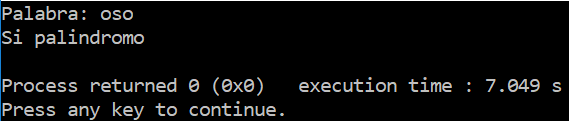 Palabra: oso
Si palindromo
Process returned 0 (0x0)   execution time : 7.049 s
Press any key to continue.